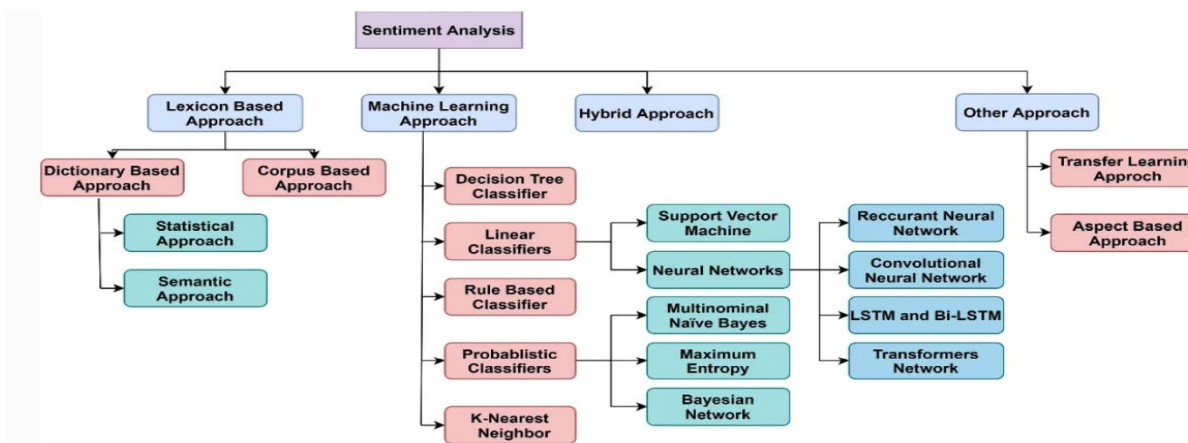 Sentiment Analysis
Lexicon Based
Approach
Machine Learning
Approach
Hybrid Approach
Other Approach
Dictionary Based
Approach
Corpus Based
Approach
Statistical
Approach
Semantic
Approach
Decision Tree
Classifier
Linear
Classifiers
Rule Based
Classifier
Probablistic
Classifiers
K-Nearest
Neighbor
Support Vector
Machine
Neural Networks
Multinominal
Naïve Bayes
Maximum
Entropy
Bayesian
Network
Reccurant Neural
Network
Convolutional
Neural Network
LSTM and Bi-LSTM
Transformers
Network
Transfer Learning
Approch
Aspect Based
Approach